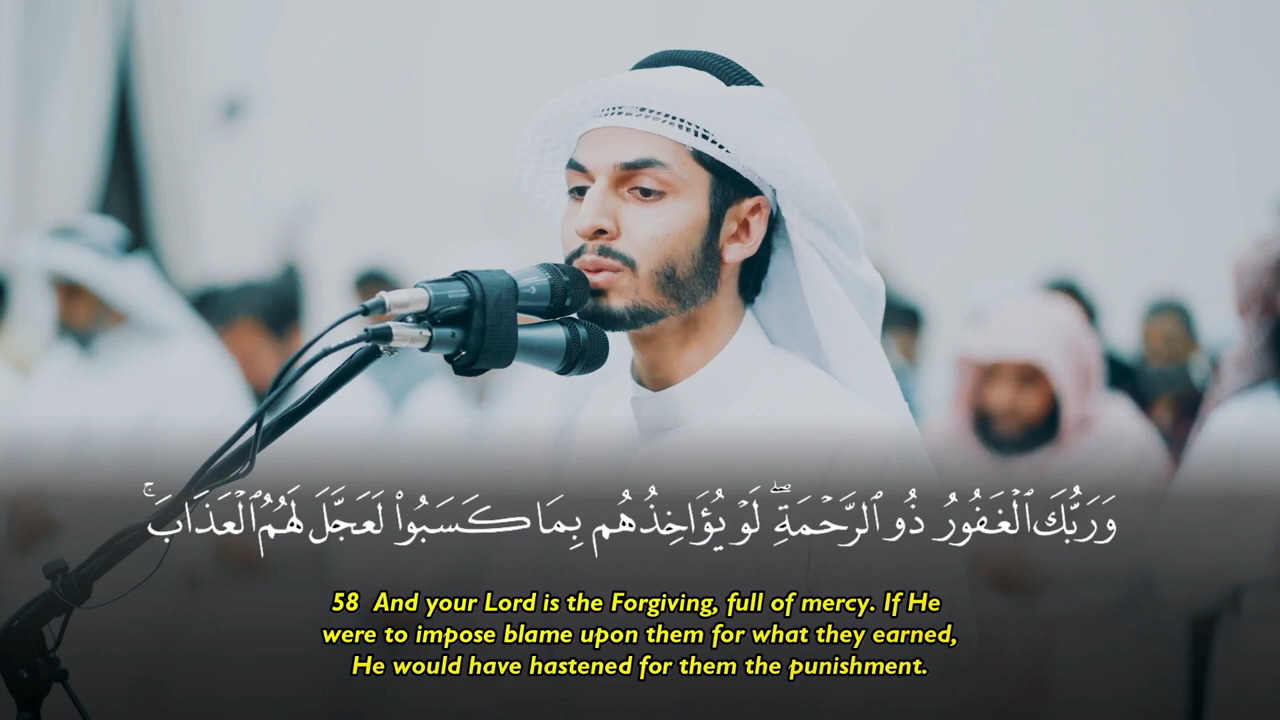 وَرَبُّكَ ٱلْغَفُورُ ذُو ٱلرَّحْمَةِ ۖ لَوْ يُؤَاخِذُهُم بِمَا كَسَبُوا۟ لَعَجَّلَ لَهُمُ ٱلْعَذَابَ ۚ
58 And your Lord is the Forgiving, full of mercy. If He
were to impose blame upon them for what they earned,
He would have hastened for them the punishment.